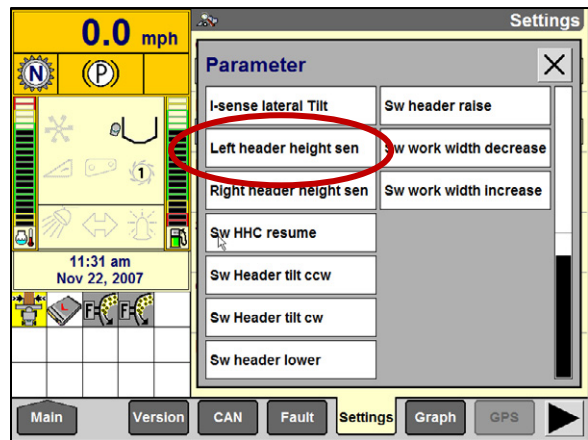 0.0 mph
Settings
N
(P)
Parameter
I-sense lateral Tilt
Sw header raise
Left header height sen
Sw work width decrease
Right header height sen
Sw work width increase
Sw HHC resume
Sw Header tilt ccw
Sw Header tilt cw
Sw header lower
1
11:31 am
Nov 22, 2007
L
F
F
Main
Version
CAN
Fault
Settings
Graph
GPS